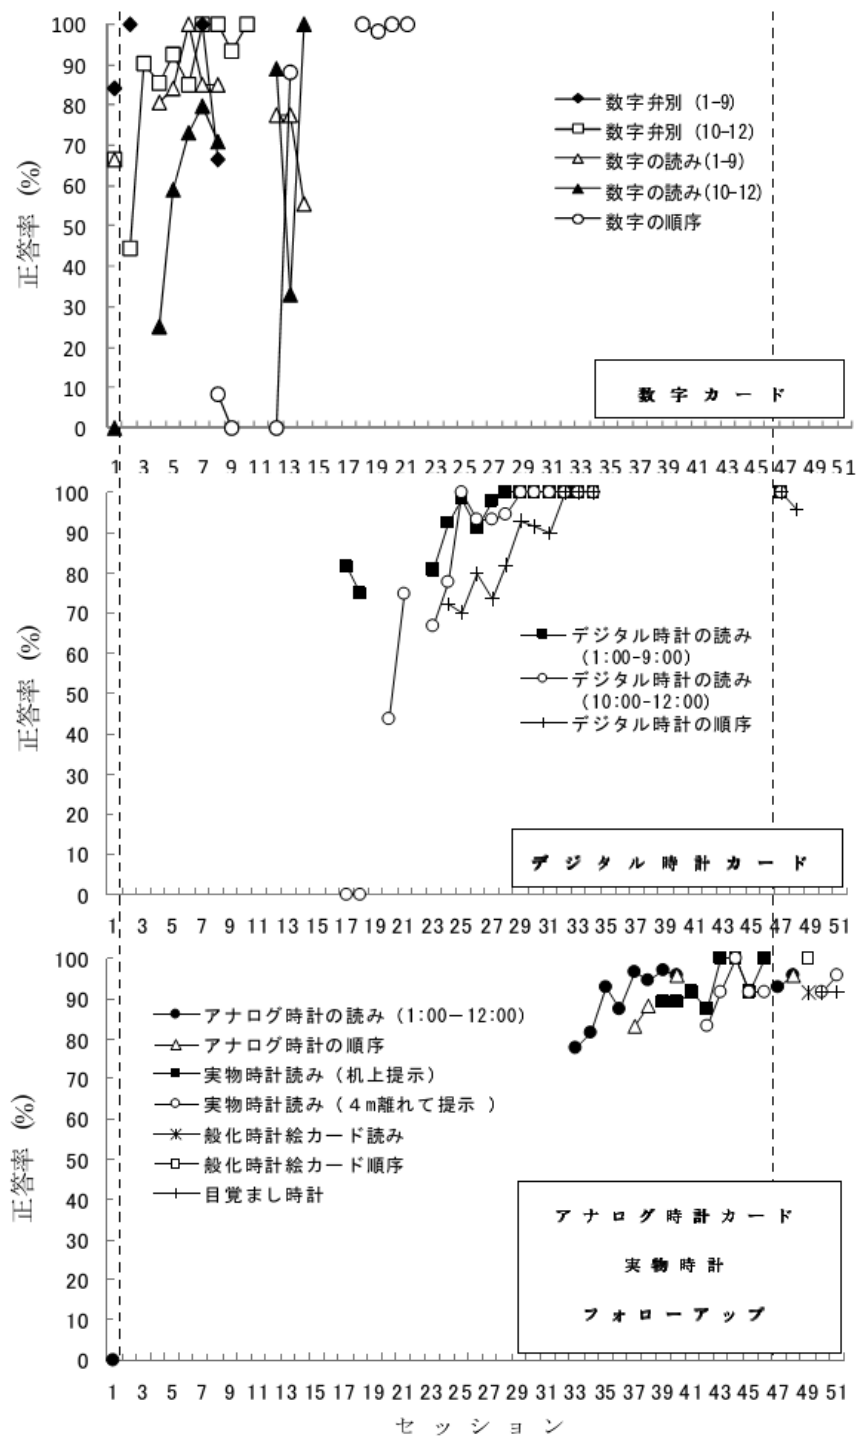 100
90
80
70
60
50
40
30
20
10
0
正答率 (%)
数字弁別 (1-9)
数字弁別 (10-12)
数字の読み(1-9)
数字の読み(10-12)
数字の順序
数字カード
1 3 5 7 9 11 13 15 17 19 21 23 25 27 29 31 33 35 37 39 41 43 45 47 49 51
100
90
80
70
60
50
40
30
20
10
0
正答率 (%)
デジタル時計の読み
(1:00-9:00)
デジタル時計の読み
(10:00-12:00)
デジタル時計の順序
デジタル時計カード
1 3 5 7 9 11 13 15 17 19 21 23 25 27 29 31 33 35 37 39 41 43 45 47 49 51
100
90
80
70
60
50
40
30
20
10
0
正答率 (%)
アナログ時計の読み (1:00-12:00)
アナログ時計の順序
実物時計読み (机上提示)
実物時計読み (4m離れて提示 )
般化時計絵カード読み
般化時計絵カード順序
目覚まし時計
アナログ時計カード
実物時計
フォローアップ
1 3 5 7 9 11 13 15 17 19 21 23 25 27 29 31 33 35 37 39 41 43 45 47 49 51
セッション